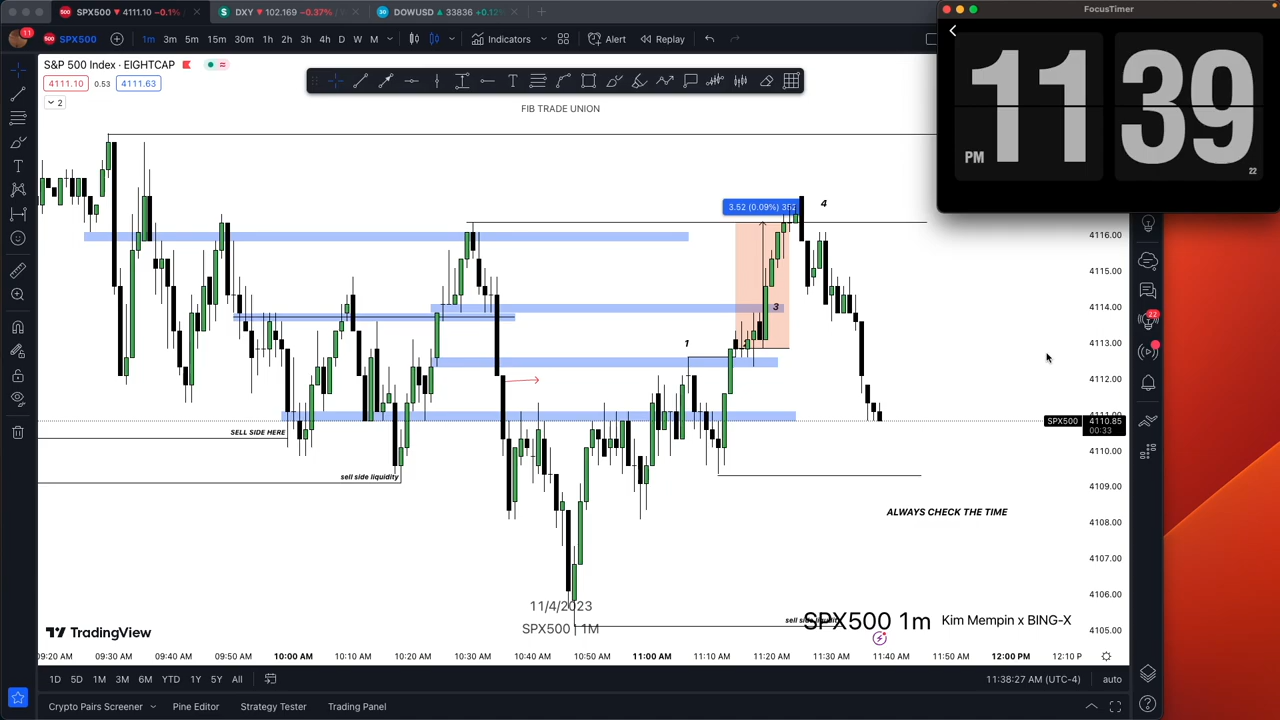 SPX500 ▼ 4111.10 −0.1%
DXY ▼ 102.169 −0.37% /
DOWUSD ▲ 33836 +0.12%
FocusTimer
11
SPX500
1m 3m 5m 15m 30m 1h 2h 3h 4h D W M
Indicators
Alert
Replay
S&P 500 Index · EIGHTCAP
4111.10 0.53 4111.63
2
FIB TRADE UNION
PM 11 39 22
3.52 (0.09%) 352
4
4116.00
4115.00
3
4114.00
22
1
4113.00
4112.00
4111.00
SPX500 4110.85
00:33
SELL SIDE HERE
4110.00
sell side liquidity
4109.00
ALWAYS CHECK THE TIME
4108.00
4107.00
4106.00
11/4/2023
SPX500 | 1M
TradingView
SPX500 1m
Kim Mempin x BING-X
4105.00
09:20 AM 09:30 AM 09:40 AM 09:50 AM 10:00 AM 10:10 AM 10:20 AM 10:30 AM 10:40 AM 10:50 AM 11:00 AM 11:10 AM 11:20 AM 11:30 AM 11:40 AM 11:50 AM 12:00 PM 12:10 P
1D 5D 1M 3M 6M YTD 1Y 5Y All
11:38:27 AM (UTC-4)
auto
Crypto Pairs Screener
Pine Editor
Strategy Tester
Trading Panel